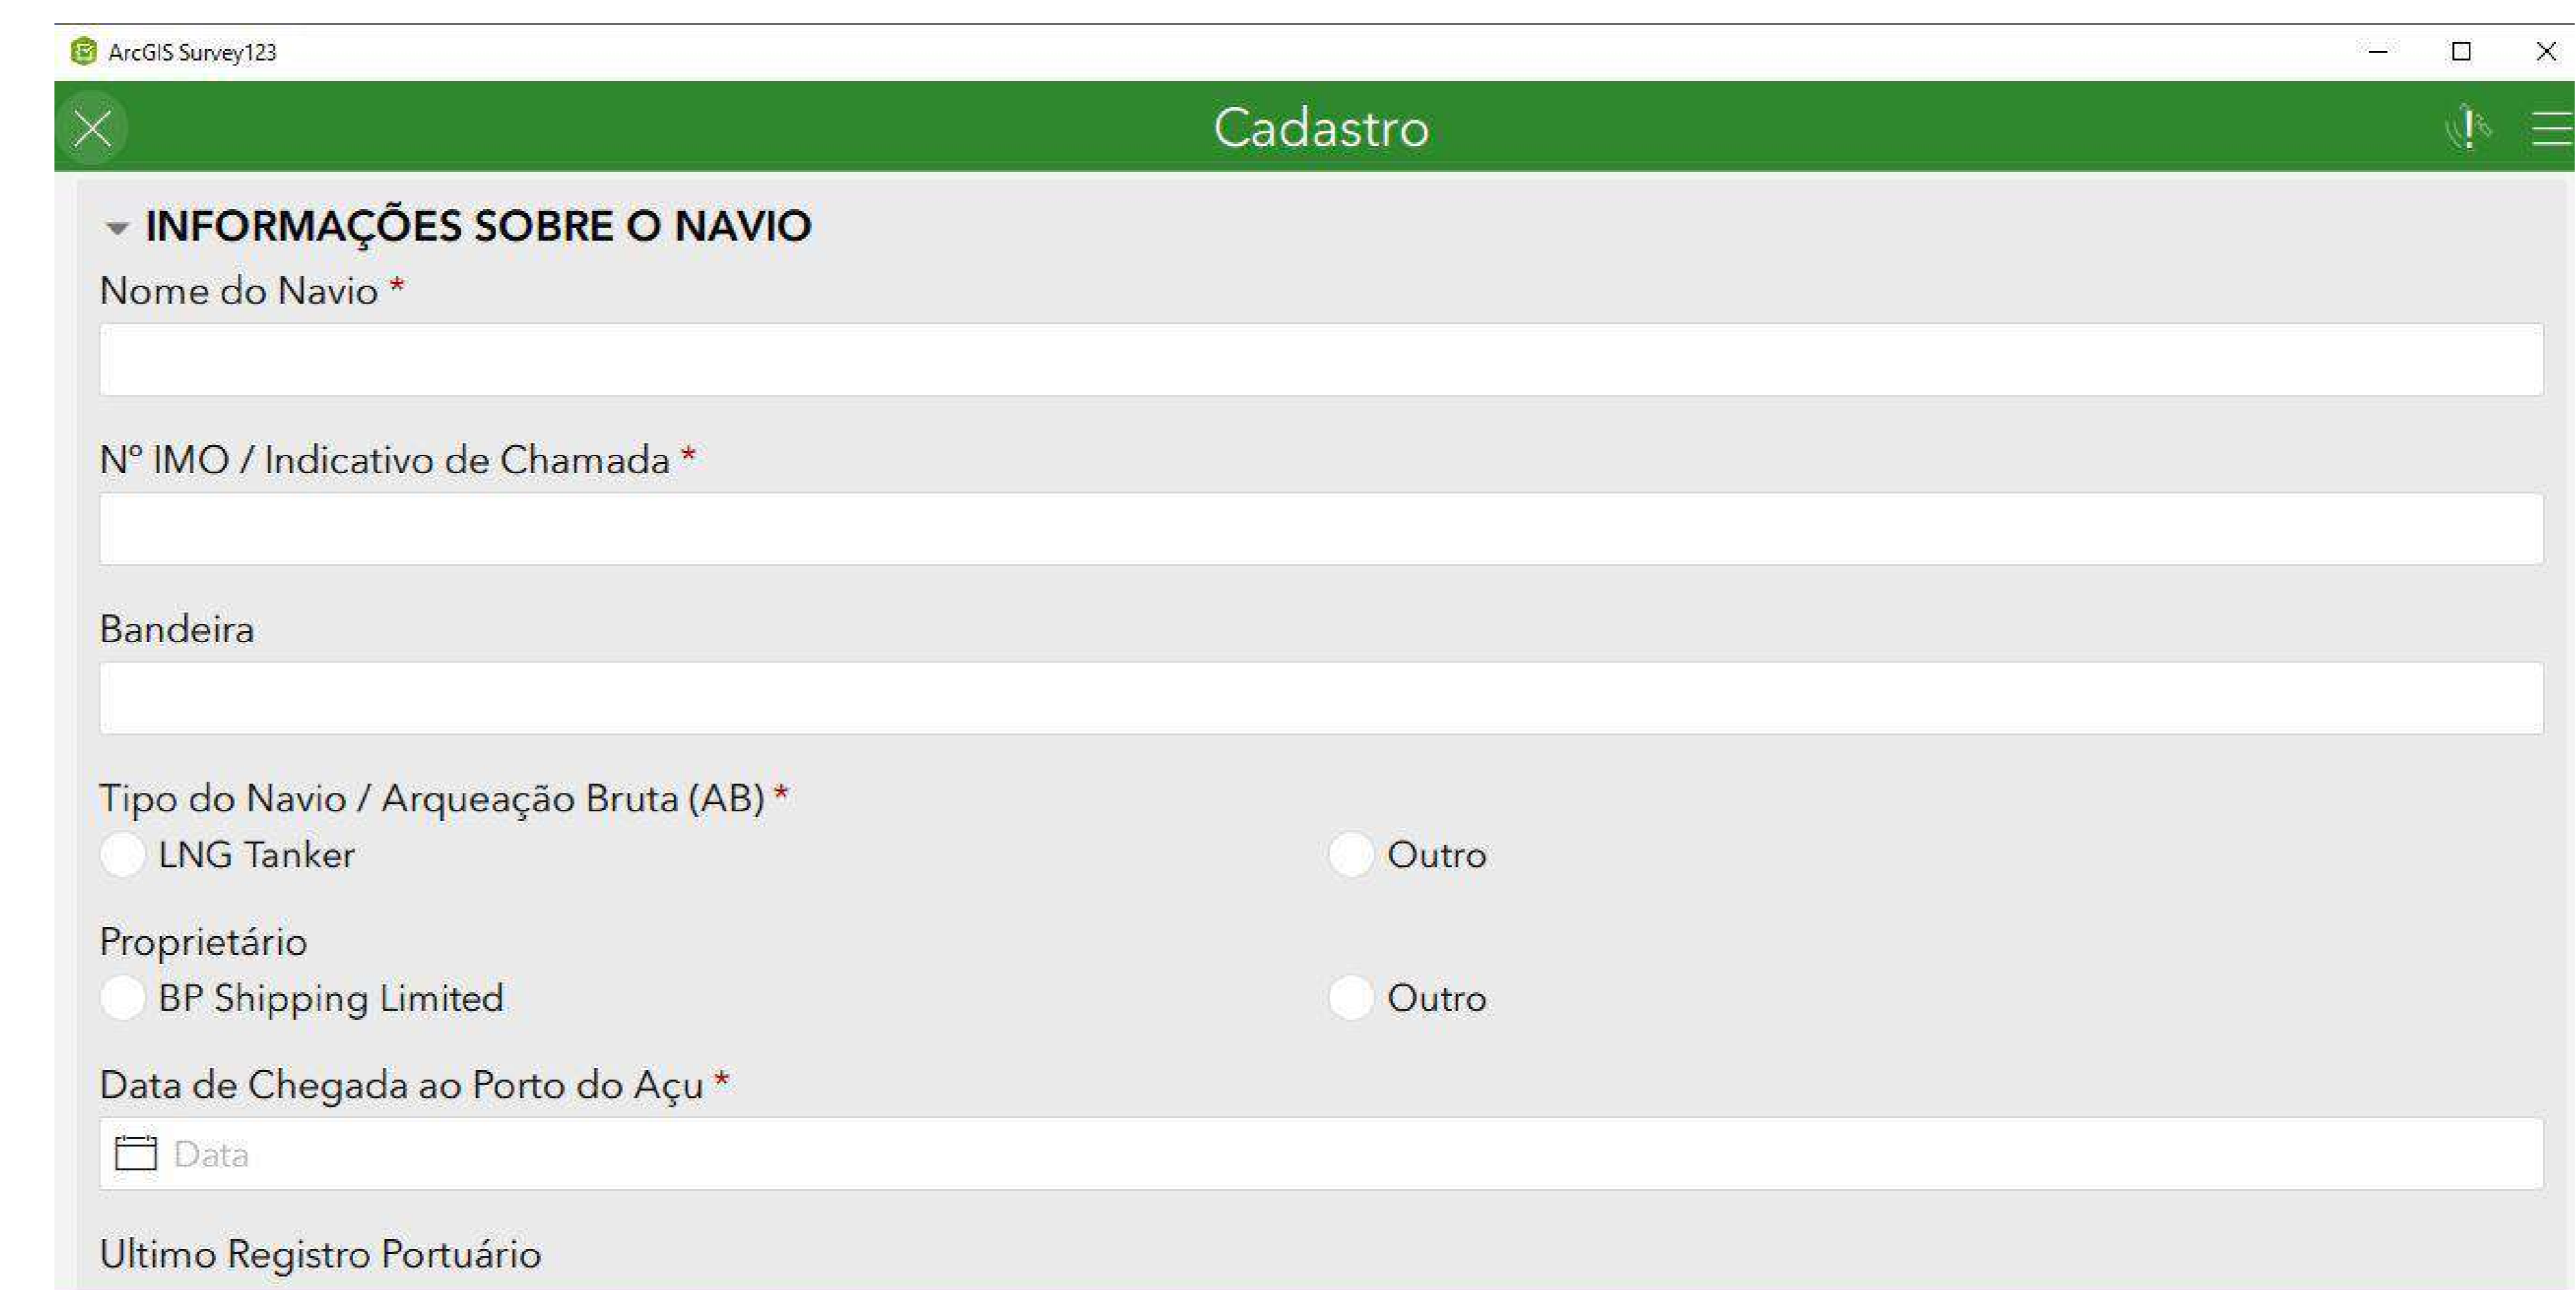 ArcGIS Survey123
Cadastro
INFORMAÇÕES SOBRE O NAVIO
Nome do Navio *
Nº IMO / Indicativo de Chamada *
Bandeira
Tipo do Navio / Arqueação Bruta (AB) *
LNG Tanker Outro
Proprietário
BP Shipping Limited Outro
Data de Chegada ao Porto do Açu *
Data
Ultimo Registro Portuário